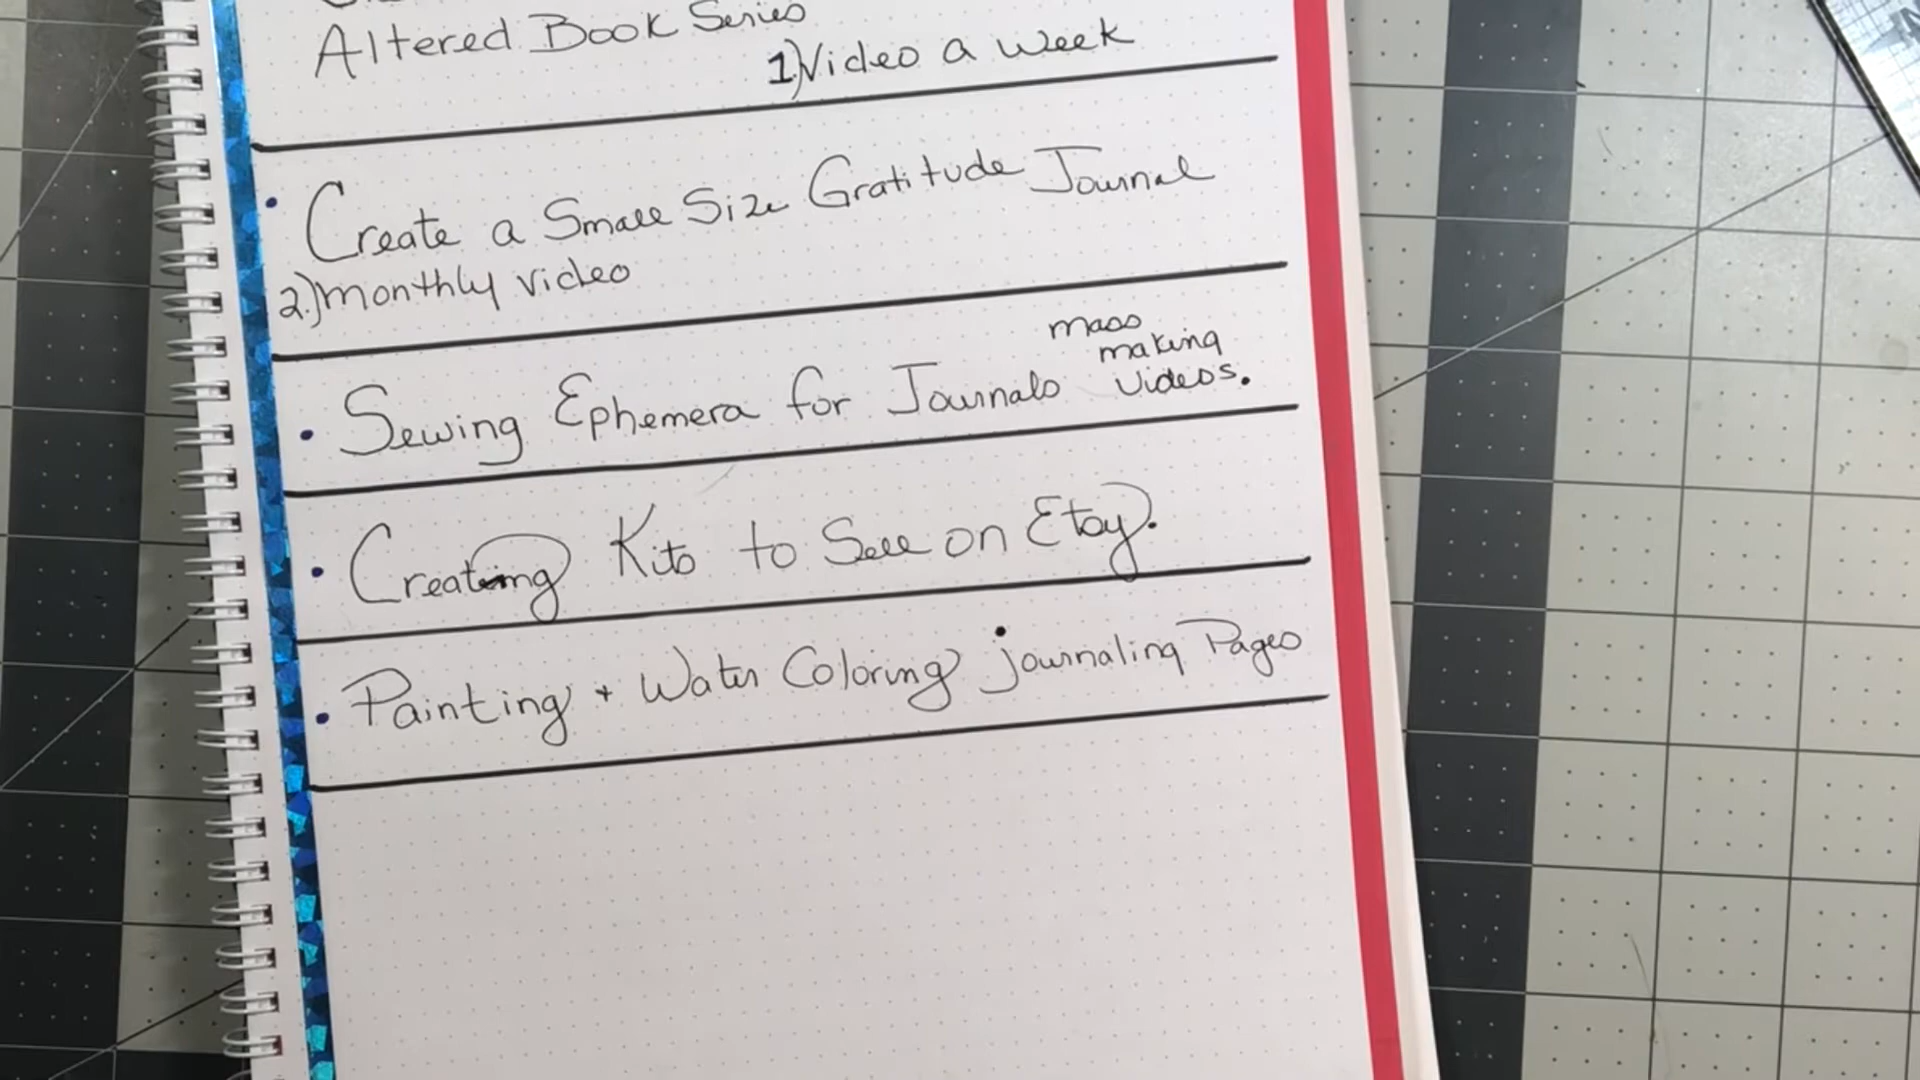 Altered Book Series
1) Video a week
• Create a Small Size Gratitude Journal
2.) monthly video
mass
making
• Sewing Ephemera for Journals videos.
• Creating Kits to Sell on Etsy.
• Painting + Water Coloring journaling Pages